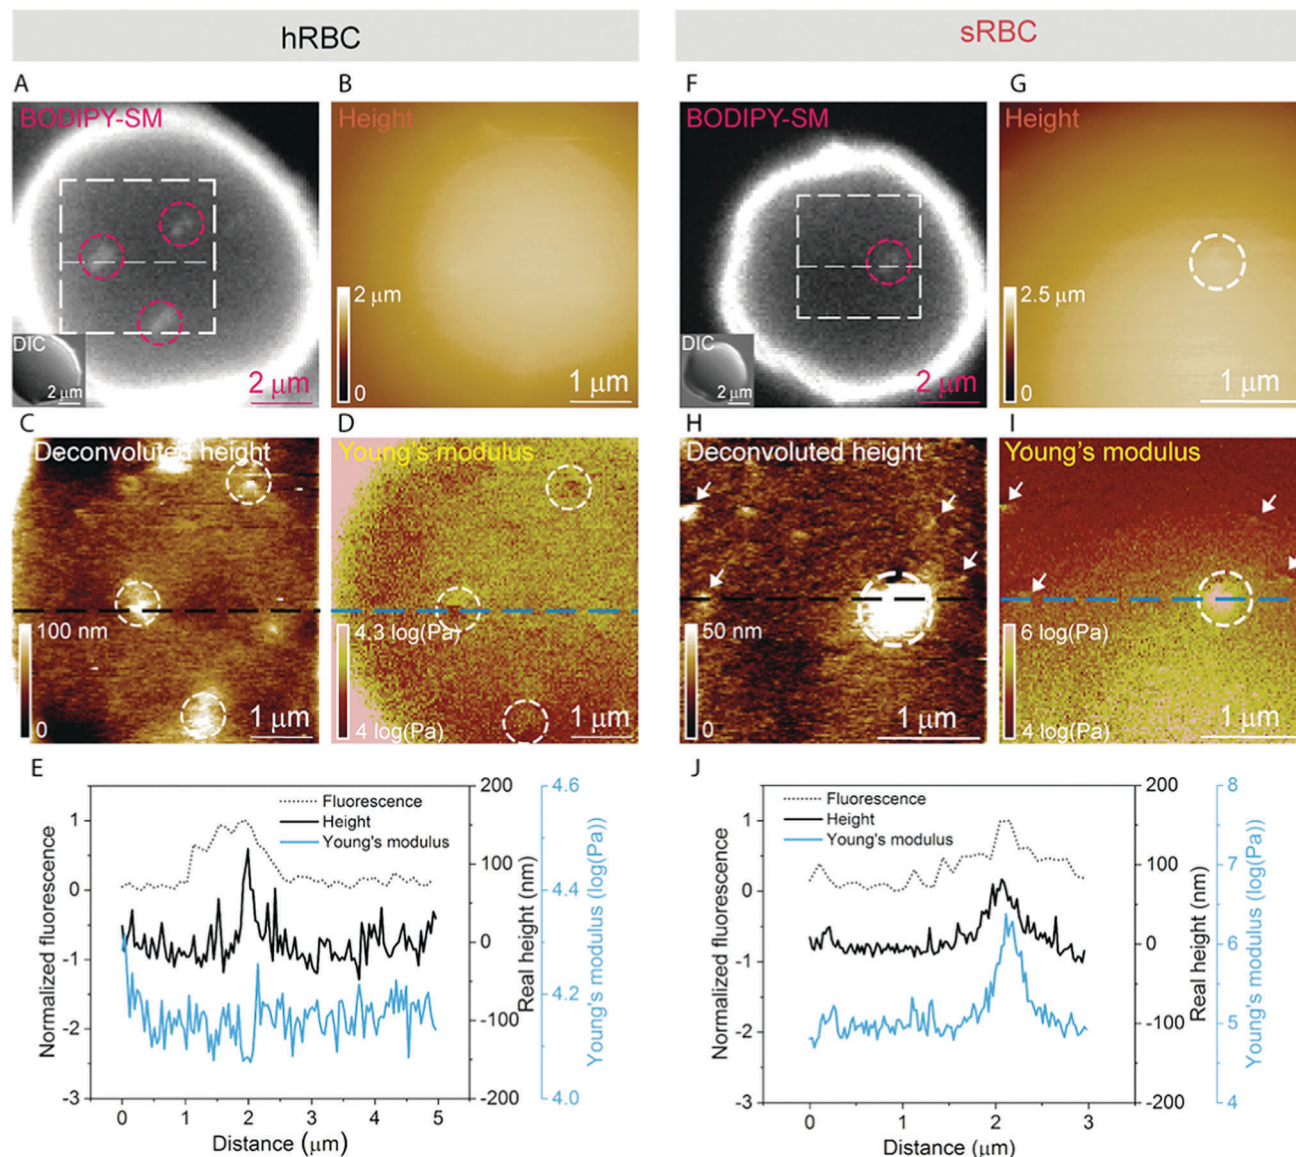 hRBC
sRBC
A
B
F
G
BODIPY-SM
Height
BODIPY-SM
Height
2 μm
0
2.5 μm
0
DIC
2 μm
2 μm
1 μm
DIC
2 μm
2 μm
1 μm
C
D
H
I
Deconvoluted height
Young's modulus
Deconvoluted height
Young's modulus
100 nm
0
1 μm
4.3 log(Pa)
4 log(Pa)
1 μm
50 nm
0
1 μm
6 log(Pa)
4 log(Pa)
1 μm
E
Fluorescence
Height
Young's modulus
Normalized fluorescence
1
0
-1
-2
-3
200
100
0
-100
-200
Real height (nm)
4.6
4.4
4.2
4.0
Young's modulus (log(Pa))
0 1 2 3 4 5
Distance (μm)
J
Fluorescence
Height
Young's modulus
Normalized fluorescence
1
0
-1
-2
-3
200
100
0
-100
-200
Real height (nm)
8
7
6
5
4
Young's modulus (log(Pa))
0 1 2 3
Distance (μm)